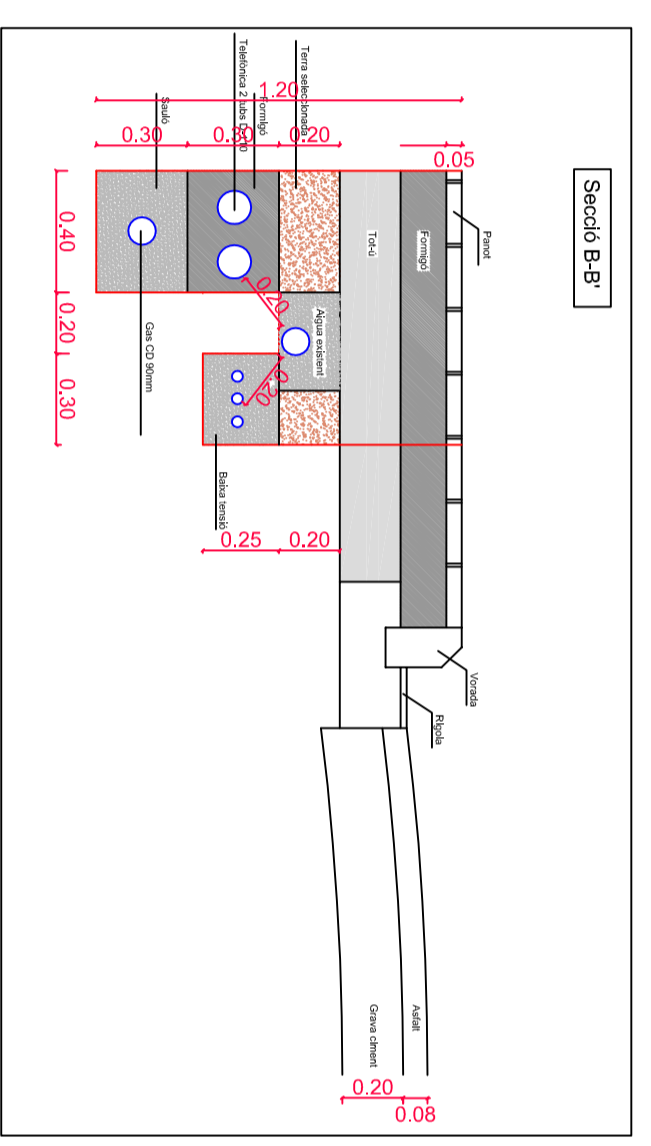 Secció B-B'
1.20
0.30
0.30
0.20
0.05
Sauló
Telefònica 2 tubs D110
Formigó
Terra seleccionada
Panot
Formigó
Tot-ú
0.40
0.20
0.30
0.20
0.20
Aigua existent
Gas CD 90mm
Baixa tensió
0.25
0.20
Vorada
Rigola
Asfalt
Grava ciment
0.20
0.08